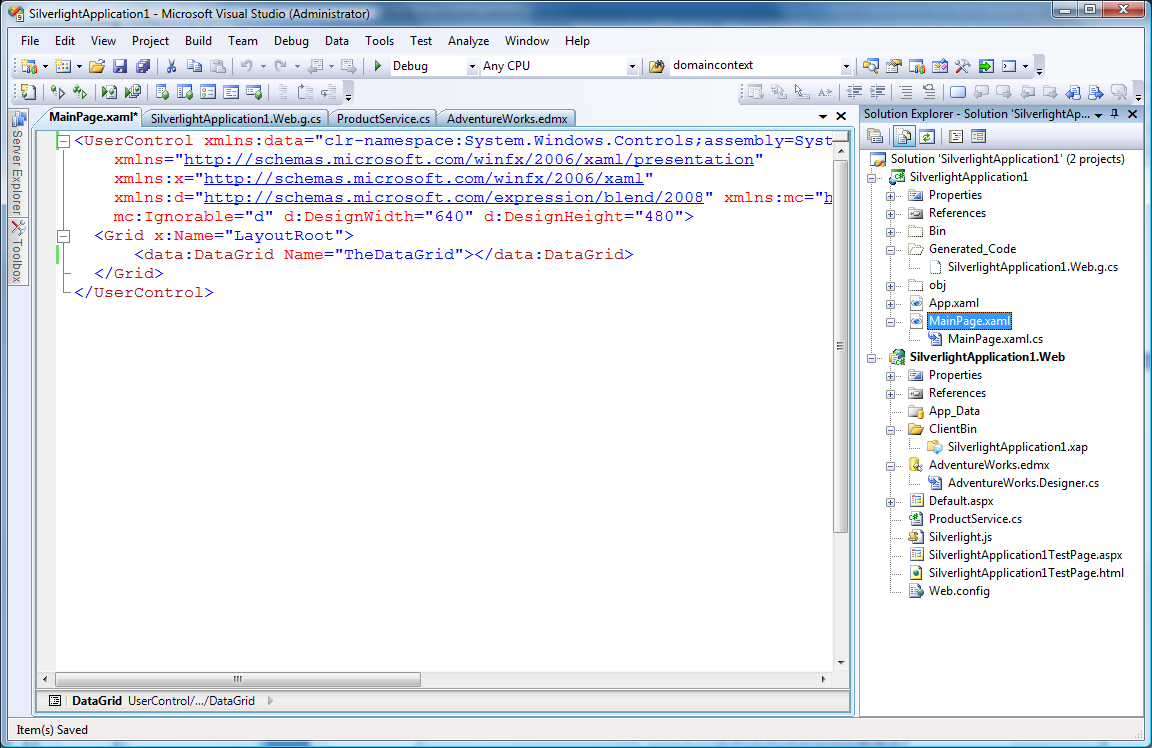 SilverlightApplication1 - Microsoft Visual Studio (Administrator)
File Edit View Project Build Team Debug Data Tools Test Analyze Window Help
Debug Any CPU domaincontext
MainPage.xaml* SilverlightApplication1.Web.g.cs ProductService.cs AdventureWorks.edmx
Server Explorer
Toolbox
<UserControl xmlns:data="clr-namespace:System.Windows.Controls;assembly=Syst
xmlns="http://schemas.microsoft.com/winfx/2006/xaml/presentation"
xmlns:x="http://schemas.microsoft.com/winfx/2006/xaml"
xmlns:d="http://schemas.microsoft.com/expression/blend/2008" xmlns:mc="h
mc:Ignorable="d" d:DesignWidth="640" d:DesignHeight="480">
<Grid x:Name="LayoutRoot">
<data:DataGrid Name="TheDataGrid"></data:DataGrid>
</Grid>
</UserControl>
DataGrid UserControl/.../DataGrid
Solution Explorer - Solution 'SilverlightAp...
Solution 'SilverlightApplication1' (2 projects)
SilverlightApplication1
Properties
References
Bin
Generated_Code
SilverlightApplication1.Web.g.cs
obj
App.xaml
MainPage.xaml
MainPage.xaml.cs
SilverlightApplication1.Web
Properties
References
App_Data
ClientBin
SilverlightApplication1.xap
AdventureWorks.edmx
AdventureWorks.Designer.cs
Default.aspx
ProductService.cs
Silverlight.js
SilverlightApplication1TestPage.aspx
SilverlightApplication1TestPage.html
Web.config
Item(s) Saved